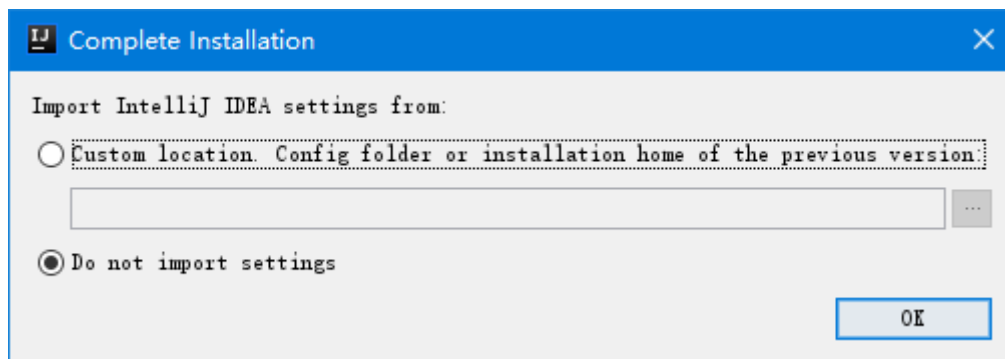 IJ Complete Installation
Import IntelliJ IDEA settings from:
Custom location. Config folder or installation home of the previous version:
...
Do not import settings
OK